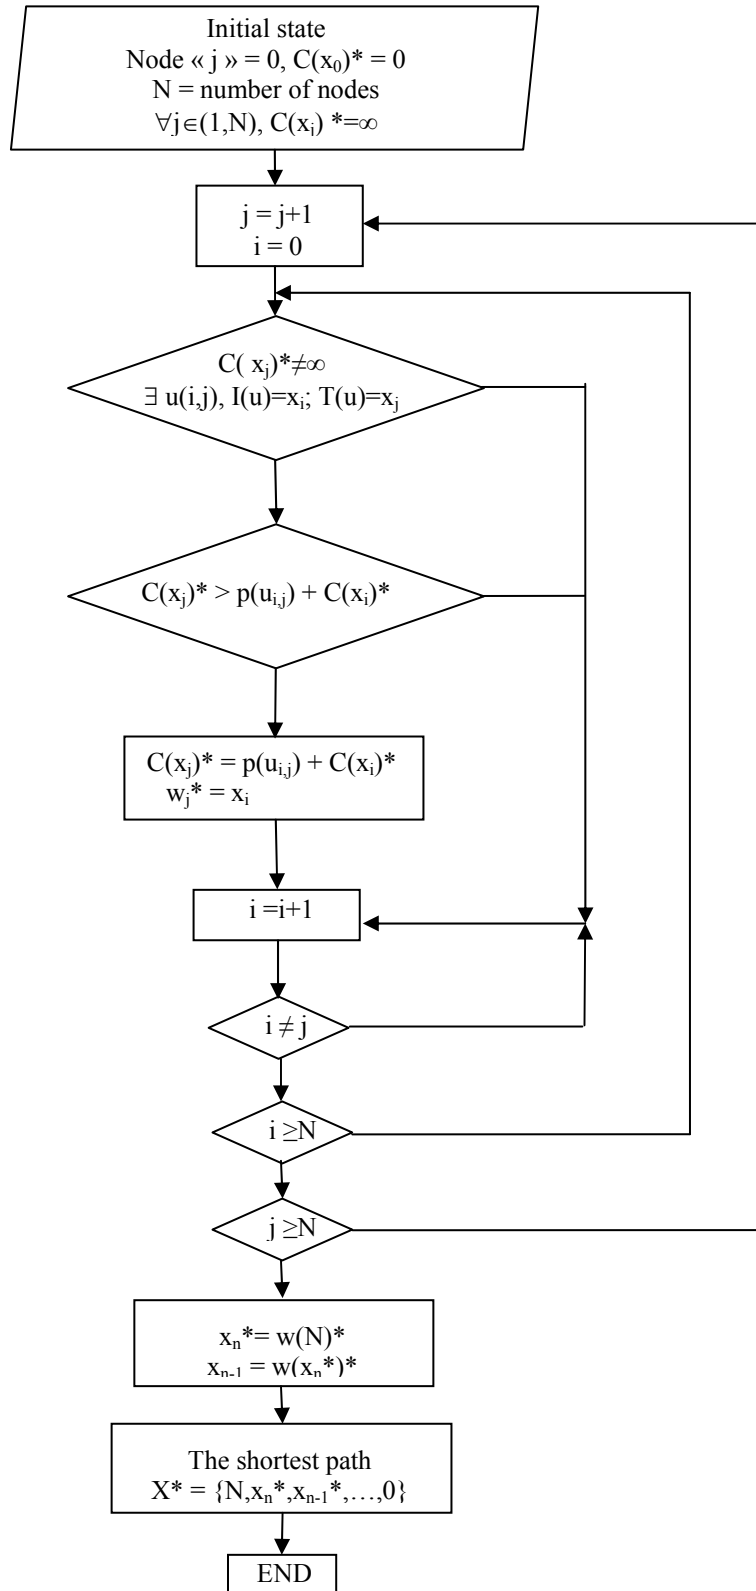 Initial state
Node « j » = 0, C(x₀)* = 0
N = number of nodes
∀j∈(1,N), C(xⱼ) *=∞
j = j+1
i = 0
C( xⱼ)*≠∞
∃ u(i,j), I(u)=xᵢ; T(u)=xⱼ
C(xⱼ)* > p(uᵢ,ⱼ) + C(xᵢ)*
C(xⱼ)* = p(uᵢ,ⱼ) + C(xᵢ)*
wⱼ* = xᵢ
i =i+1
i ≠ j
i ≥N
j ≥N
xₙ*= w(N)*
xₙ₋₁ = w(xₙ*)*
The shortest path
X* = {N,xₙ*,xₙ₋₁*,…,0}
END